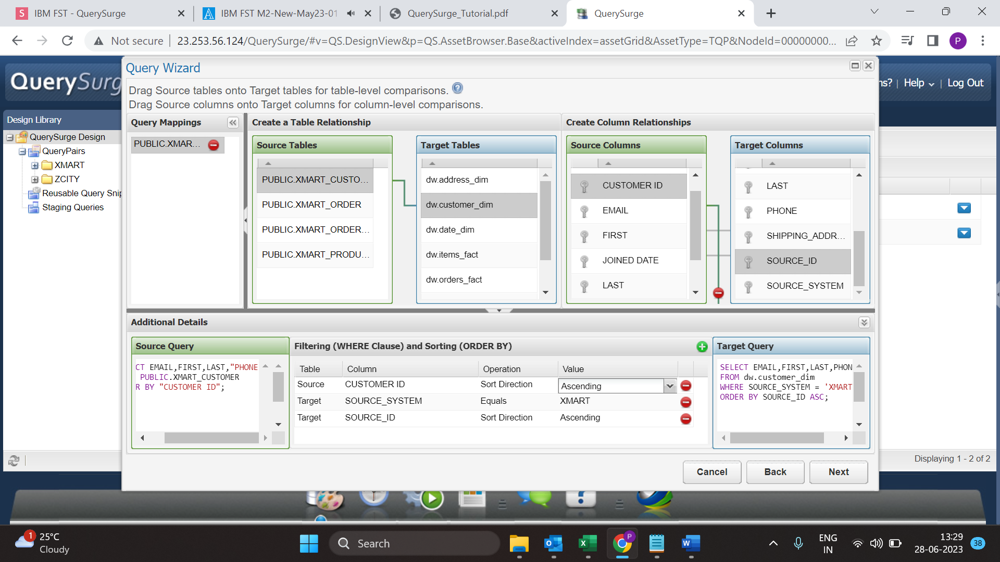 IBM FST - QuerySurge
IBM FST M2-New-May23-01
QuerySurge_Tutorial.pdf
QuerySurge
Not secure
23.253.56.124/QuerySurge/#v=QS.DesignView&p=QS.AssetBrowser.Base&activeIndex=assetGrid&AssetType=TQP&NodeId=00000000...
P
QuerySurg
Query Wizard
Help
Log Out
Drag Source tables onto Target tables for table-level comparisons.
Drag Source columns onto Target columns for column-level comparisons.
Design Library
QuerySurge Design
QueryPairs
XMART
ZCITY
Reusable Query Snip
Staging Queries
Query Mappings
PUBLIC.XMAR...
Create a Table Relationship
Source Tables
PUBLIC.XMART_CUSTO...
PUBLIC.XMART_ORDER
PUBLIC.XMART_ORDER...
PUBLIC.XMART_PRODU...
Target Tables
dw.address_dim
dw.customer_dim
dw.date_dim
dw.items_fact
dw.orders_fact
Create Column Relationships
Source Columns
CUSTOMER ID
EMAIL
FIRST
JOINED DATE
LAST
Target Columns
LAST
PHONE
SHIPPING_ADDR...
SOURCE_ID
SOURCE_SYSTEM
Additional Details
Source Query
CT EMAIL,FIRST,LAST,"PHONE
PUBLIC.XMART_CUSTOMER
R BY "CUSTOMER ID";
Filtering (WHERE Clause) and Sorting (ORDER BY)
Table Column Operation Value
Source CUSTOMER ID Sort Direction Ascending
Target SOURCE_SYSTEM Equals XMART
Target SOURCE_ID Sort Direction Ascending
Target Query
SELECT EMAIL,FIRST,LAST,PHON
FROM dw.customer_dim
WHERE SOURCE_SYSTEM = 'XMART
ORDER BY SOURCE_ID ASC;
Displaying 1 - 2 of 2
Cancel
Back
Next
1
25°C
Cloudy
Search
P
ENG
IN
13:29
28-06-2023
38